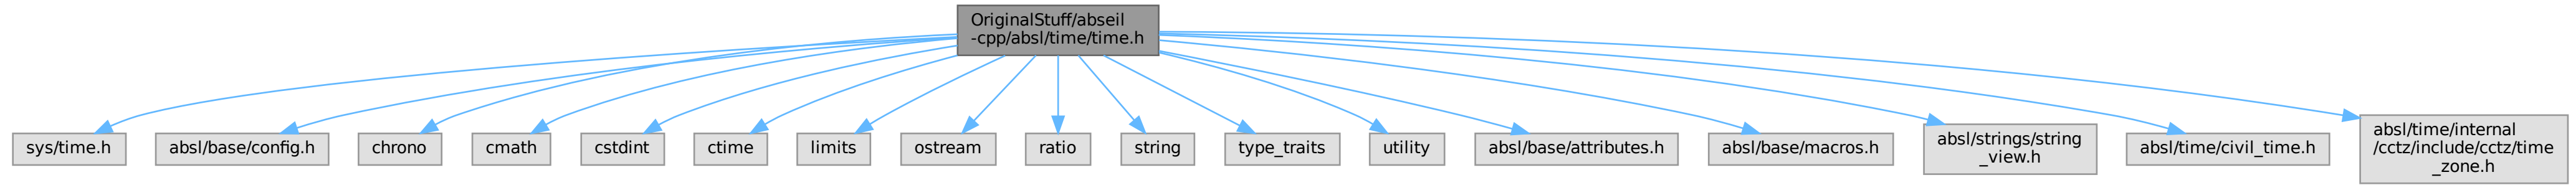 OriginalStuff/abseil
-cpp/absl/time/time.h
sys/time.h
absl/base/config.h
chrono
cmath
cstdint
ctime
limits
ostream
ratio
string
type_traits
utility
absl/base/attributes.h
absl/base/macros.h
absl/strings/string
_view.h
absl/time/civil_time.h
absl/time/internal
/cctz/include/cctz/time
_zone.h